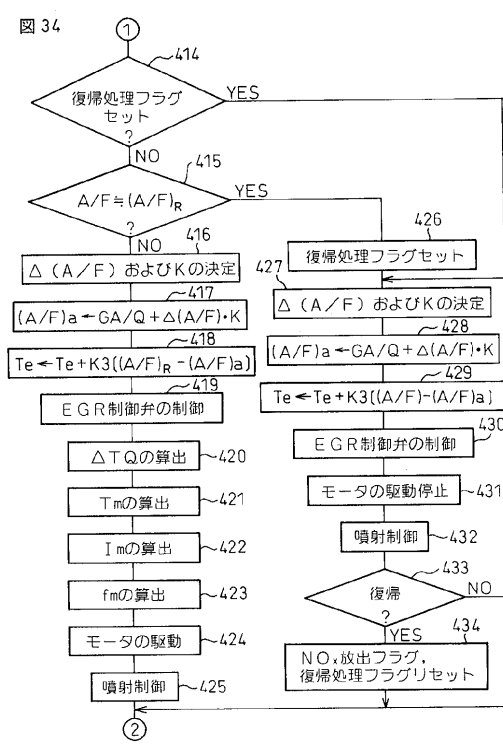 図34
1
414
復帰処理フラグ
セット
?
YES
NO
415
A/F≒(A/F)R
?
YES
NO
416
△(A/F)およびKの決定
417
(A/F)a←GA/Q+△(A/F)・K
418
Te←Te+K3((A/F)R-(A/F)a)
419
EGR制御弁の制御
△TQの算出
420
Tmの算出
421
Imの算出
422
fmの算出
423
モータの駆動
424
噴射制御
425
2
426
復帰処理フラグセット
427
△(A/F)およびKの決定
428
(A/F)a←GA/Q+△(A/F)・K
429
Te←Te+K3((A/F)-(A/F)a)
430
EGR制御弁の制御
モータの駆動停止
431
噴射制御
432
433
復帰
?
NO
YES
434
NOx放出フラグ,
復帰処理フラグリセット